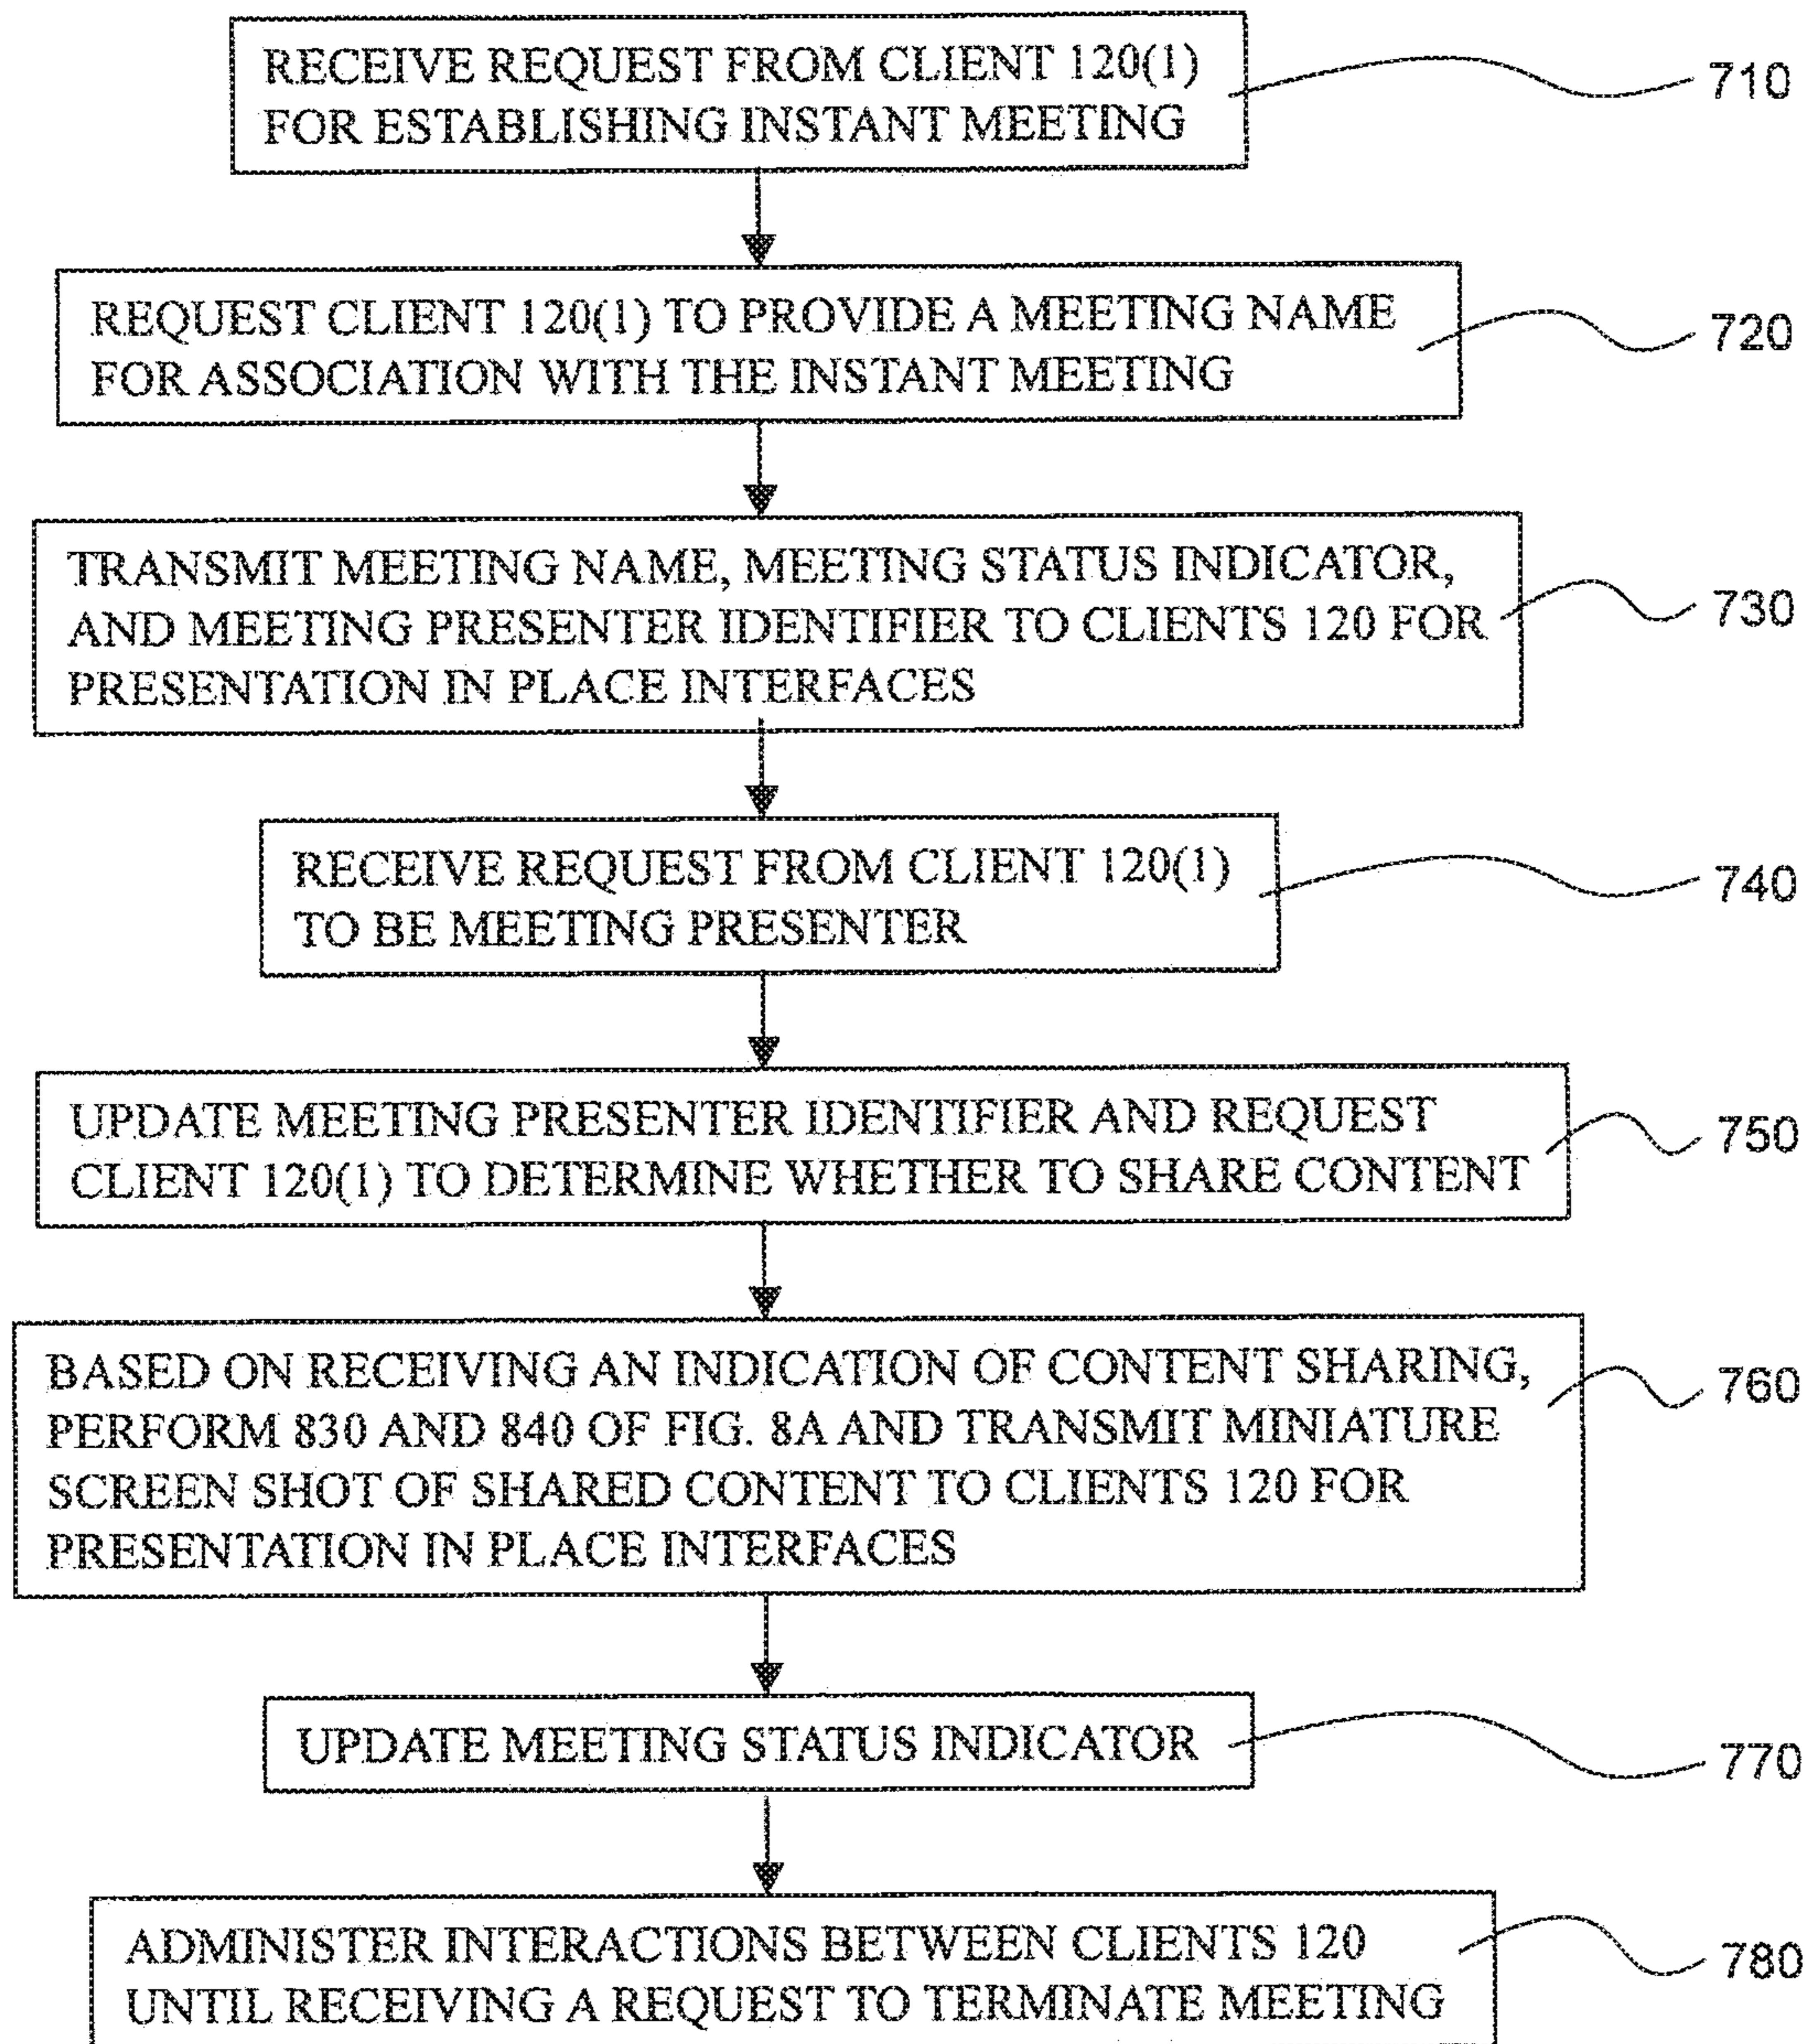 RECEIVE REQUEST FROM CLIENT 120(1)
FOR ESTABLISHING INSTANT MEETING
710
REQUEST CLIENT 120(1) TO PROVIDE A MEETING NAME
FOR ASSOCIATION WITH THE INSTANT MEETING
720
TRANSMIT MEETING NAME, MEETING STATUS INDICATOR,
AND MEETING PRESENTER IDENTIFIER TO CLIENTS 120 FOR
PRESENTATION IN PLACE INTERFACES
730
RECEIVE REQUEST FROM CLIENT 120(1)
TO BE MEETING PRESENTER
740
UPDATE MEETING PRESENTER IDENTIFIER AND REQUEST
CLIENT 120(1) TO DETERMINE WHETHER TO SHARE CONTENT
750
BASED ON RECEIVING AN INDICATION OF CONTENT SHARING,
PERFORM 830 AND 840 OF FIG. 8A AND TRANSMIT MINIATURE
SCREEN SHOT OF SHARED CONTENT TO CLIENTS 120 FOR
PRESENTATION IN PLACE INTERFACES
760
UPDATE MEETING STATUS INDICATOR
770
ADMINISTER INTERACTIONS BETWEEN CLIENTS 120
UNTIL RECEIVING A REQUEST TO TERMINATE MEETING
780